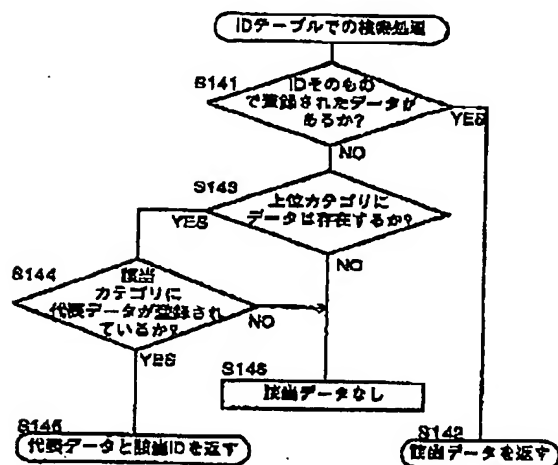 IDテーブルでの検索処理
S141
IDそのもの
で登録されたデータが
あるか?
YES
NO
S143
上位カテゴリに
データは存在するか?
YES
NO
S144
該当
カテゴリに
代表データが登録され
ているか?
NO
YES
該当データなし
S142
代表データと該当IDを返す
該当データを返す